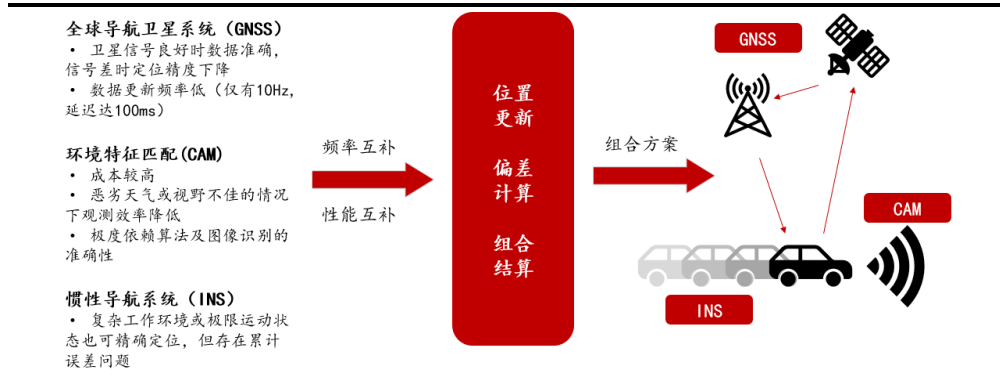 全球导航卫星系统（GNSS）
• 卫星信号良好时数据准确，
信号差时定位精度下降
• 数据更新频率低（仅有10Hz,
延迟达100ms）
环境特征匹配(CAM)
• 成本较高
• 恶劣天气或视野不佳的情况
下观测效率降低
• 极度依赖算法及图像识别的
准确性
惯性导航系统（INS）
• 复杂工作环境或极限运动状
态也可精确定位，但存在累计
误差问题
频率互补
性能互补
位置
更新
偏差
计算
组合
结算
组合方案
GNSS
CAM
INS